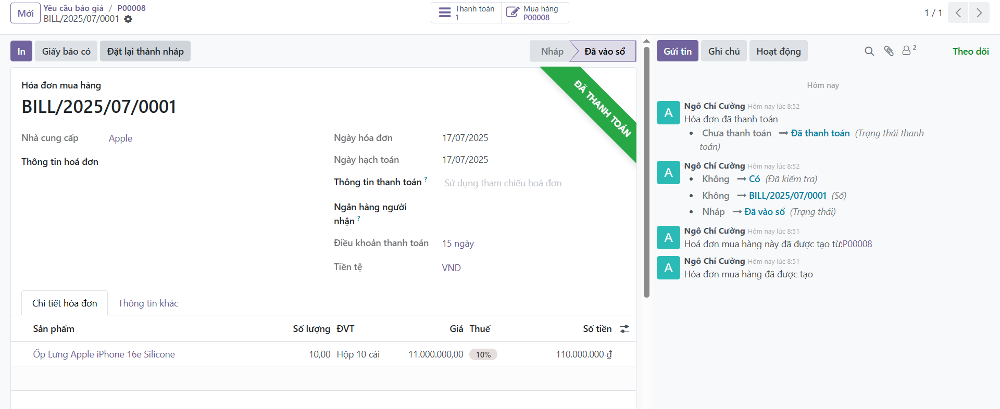 Mới
Yêu cầu báo giá / P00008
BILL/2025/07/0001
Thanh toán
1
Mua hàng
P00008
1 / 1
In
Giấy báo có
Đặt lại thành nháp
Nháp
Đã vào sổ
Gửi tin
Ghi chú
Hoạt động
2
Theo dõi
ĐÃ THANH TOÁN
Hóa đơn mua hàng
BILL/2025/07/0001
Nhà cung cấp Apple
Thông tin hoá đơn
Ngày hóa đơn 17/07/2025
Ngày hạch toán 17/07/2025
Thông tin thanh toán ? Sử dụng tham chiếu hoá đơn
Ngân hàng người
nhận ?
Điều khoản thanh toán 15 ngày
Tiền tệ VND
Chi tiết hóa đơn
Thông tin khác
Sản phẩm Số lượng ĐVT Giá Thuế Số tiền
Ốp Lưng Apple iPhone 16e Silicone 10,00 Hộp 10 cái 11.000.000,00 10% 110.000.000 ₫
Hôm nay
A
Ngô Chí Cường Hôm nay lúc 8:52
Hóa đơn đã thanh toán
• Chưa thanh toán → Đã thanh toán (Trạng thái thanh
toán)
A
Ngô Chí Cường Hôm nay lúc 8:52
• Không → Có (Đã kiểm tra)
• Không → BILL/2025/07/0001 (Số)
• Nháp → Đã vào sổ (Trạng thái)
A
Ngô Chí Cường Hôm nay lúc 8:51
Hoá đơn mua hàng này đã được tạo từ:P00008
A
Ngô Chí Cường Hôm nay lúc 8:51
Hóa đơn mua hàng đã được tạo